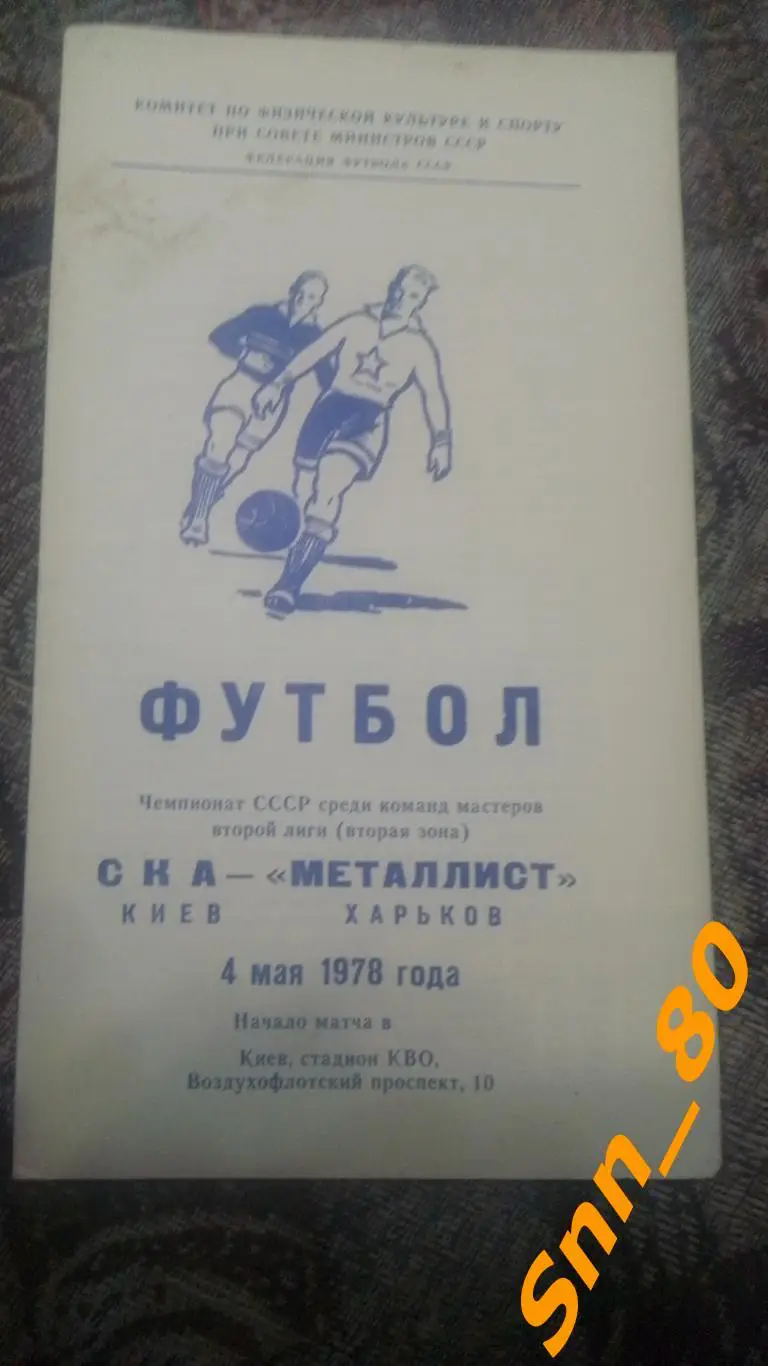 КОМИТЕТ ПО ФИЗИЧЕСКОЙ КУЛЬТУРЕ И СПОРТУ
ПРИ СОВЕТЕ МИНИСТРОВ СССР
ФЕДЕРАЦИЯ ФУТБОЛА СССР
ФУТБОЛ
Чемпионат СССР среди команд мастеров
второй лиги (вторая зона)
СКА — «МЕТАЛЛИСТ»
КИЕВ ХАРЬКОВ
4 мая 1978 года
Начало матча в
Киев, стадион КВО,
Воздухофлотский проспект, 10
Snn_80